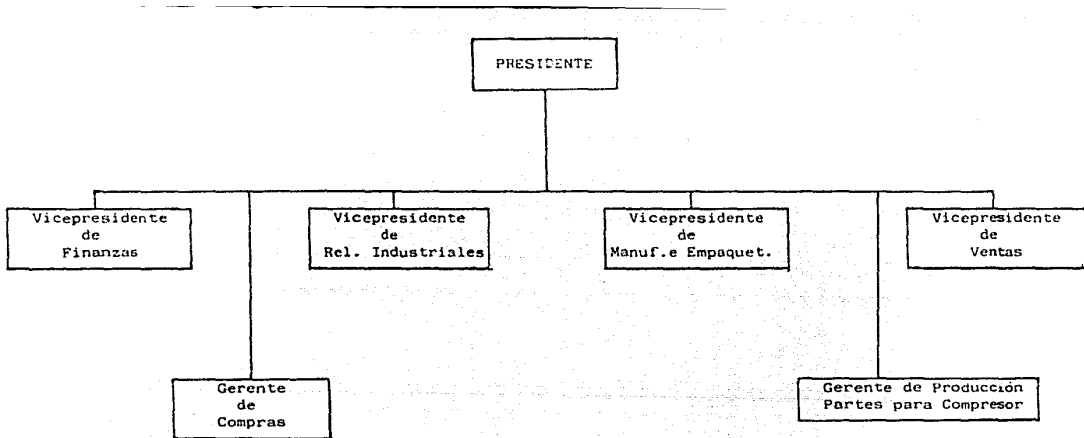 PRESIDENTE
Vicepresidente
de
Finanzas
Vicepresidente
de
Rel. Industriales
Vicepresidente
de
Manuf.e Empaquet.
Vicepresidente
de
Ventas
Gerente
de
Compras
Gerente de Producción
Partes para Compresor